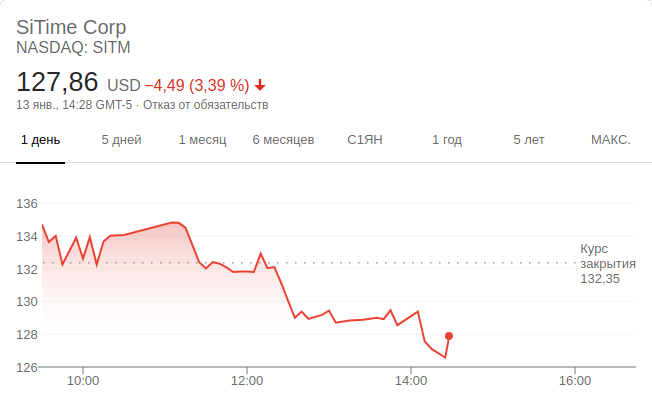 SiTime Corp
NASDAQ: SITM
127,86 USD −4,49 (3,39 %)
13 янв., 14:28 GMT-5 · Отказ от обязательств
1 день 5 дней 1 месяц 6 месяцев С1ЯН 1 год 5 лет МАКС.
136
134
Курс
закрытия
132,35
132
130
128
126
10:00 12:00 14:00 16:00